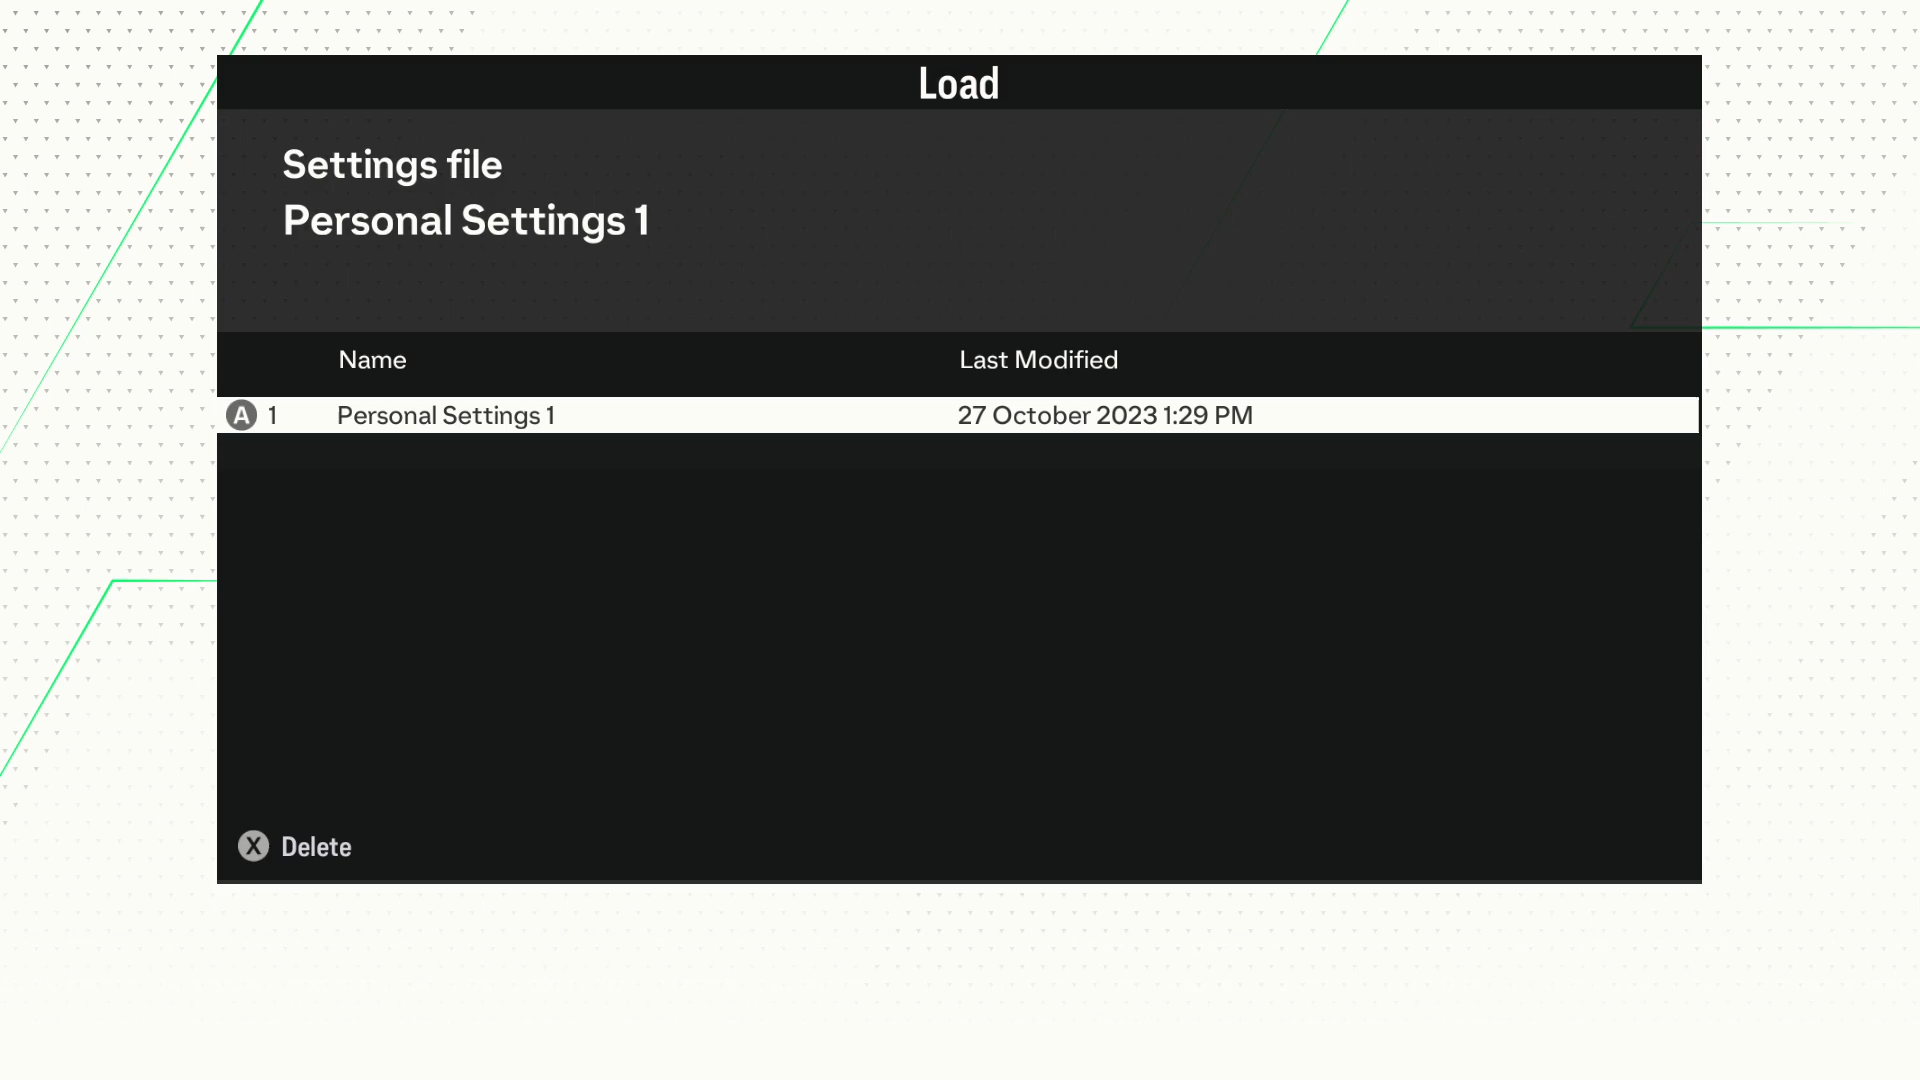 Load
Settings file
Personal Settings 1
Name Last Modified
A 1 Personal Settings 1 27 October 2023 1:29 PM
X Delete